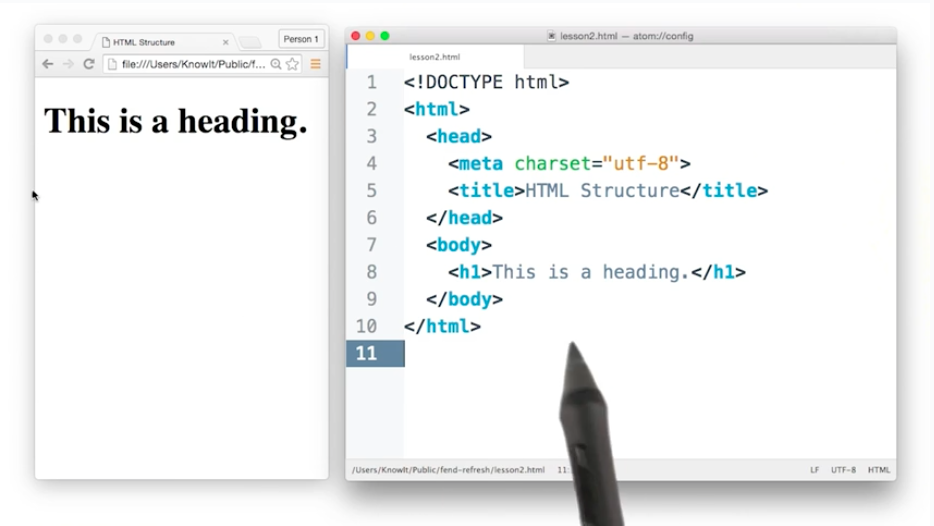 HTML Structure
Person 1
file:///Users/KnowIt/Public/f...
This is a heading.
lesson2.html — atom://config
lesson2.html
1 <!DOCTYPE html>
2 <html>
3 <head>
4 <meta charset="utf-8">
5 <title>HTML Structure</title>
6 </head>
7 <body>
8 <h1>This is a heading.</h1>
9 </body>
10 </html>
11
/Users/KnowIt/Public/fend-refresh/lesson2.html 11: LF UTF-8 HTML